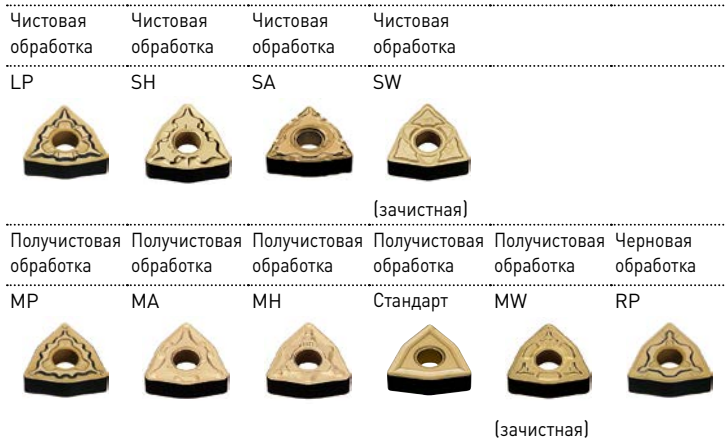 Чистовая Чистовая Чистовая Чистовая
обработка обработка обработка обработка
LP SH SA SW
(зачистная)
Получистовая Получистовая Получистовая Получистовая Получистовая Черновая
обработка обработка обработка обработка обработка обработка
MP MA MH Стандарт MW RP
(зачистная)